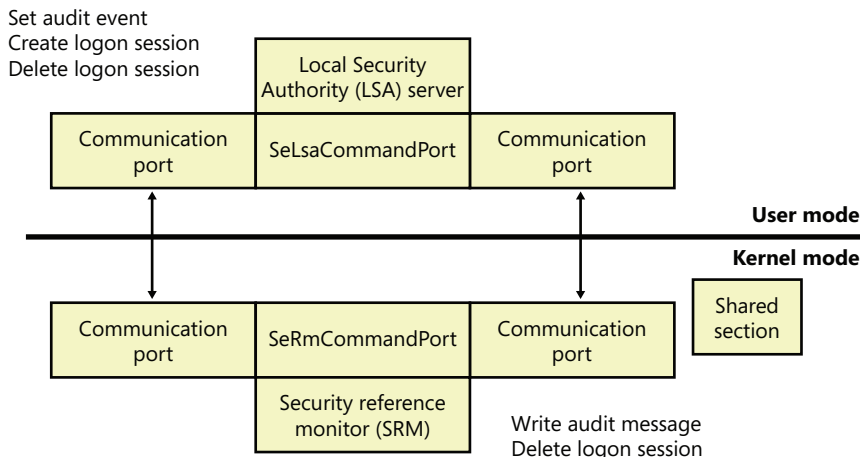 Set audit event
Create logon session
Delete logon session
Local Security
Authority (LSA) server
Communication
port
SeLsaCommandPort
Communication
port
User mode
Kernel mode
Communication
port
SeRmCommandPort
Communication
port
Shared
section
Security reference
monitor (SRM)
Write audit message
Delete logon session